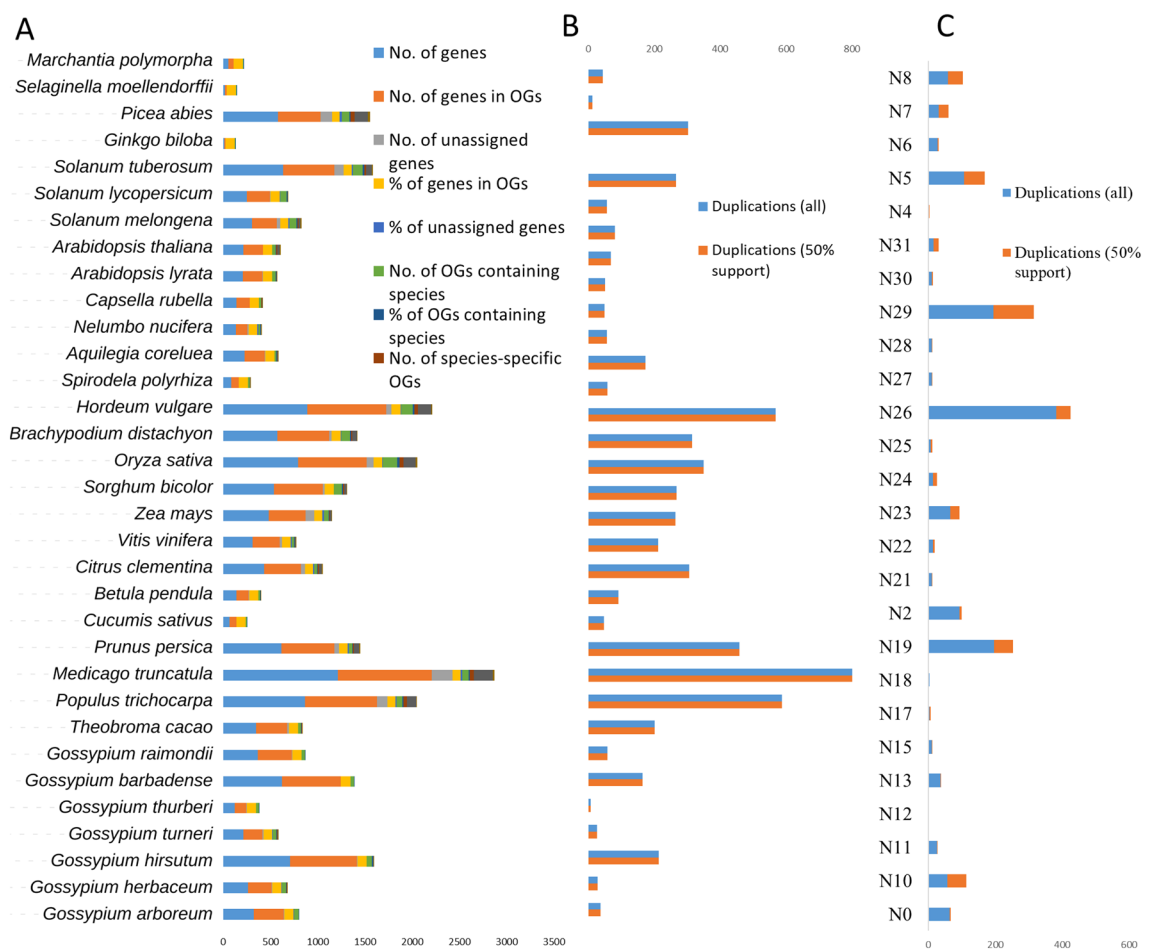 A
B
C
Marchantia polymorpha
Selaginella moellendorffii
Picea abies
Ginkgo biloba
Solanum tuberosum
Solanum lycopersicum
Solanum melongena
Arabidopsis thaliana
Arabidopsis lyrata
Capsella rubella
Nelumbo nucifera
Aquilegia coreluea
Spirodela polyrhiza
Hordeum vulgare
Brachypodium distachyon
Oryza sativa
Sorghum bicolor
Zea mays
Vitis vinifera
Citrus clementina
Betula pendula
Cucumis sativus
Prunus persica
Medicago truncatula
Populus trichocarpa
Theobroma cacao
Gossypium raimondii
Gossypium barbadense
Gossypium thurberi
Gossypium turneri
Gossypium hirsutum
Gossypium herbaceum
Gossypium arboreum
0 500 1000 1500 2000 2500 3000 3500
No. of genes
No. of genes in OGs
No. of unassigned
genes
% of genes in OGs
% of unassigned genes
No. of OGs containing
species
% of OGs containing
species
No. of species-specific
OGs
0 200 400 600 800
Duplications (all)
Duplications (50%
support)
N8
N7
N6
N5
N4
N31
N30
N29
N28
N27
N26
N25
N24
N23
N22
N21
N2
N19
N18
N17
N15
N13
N12
N11
N10
N0
Duplications (all)
Duplications (50%
support)
0 200 400 600